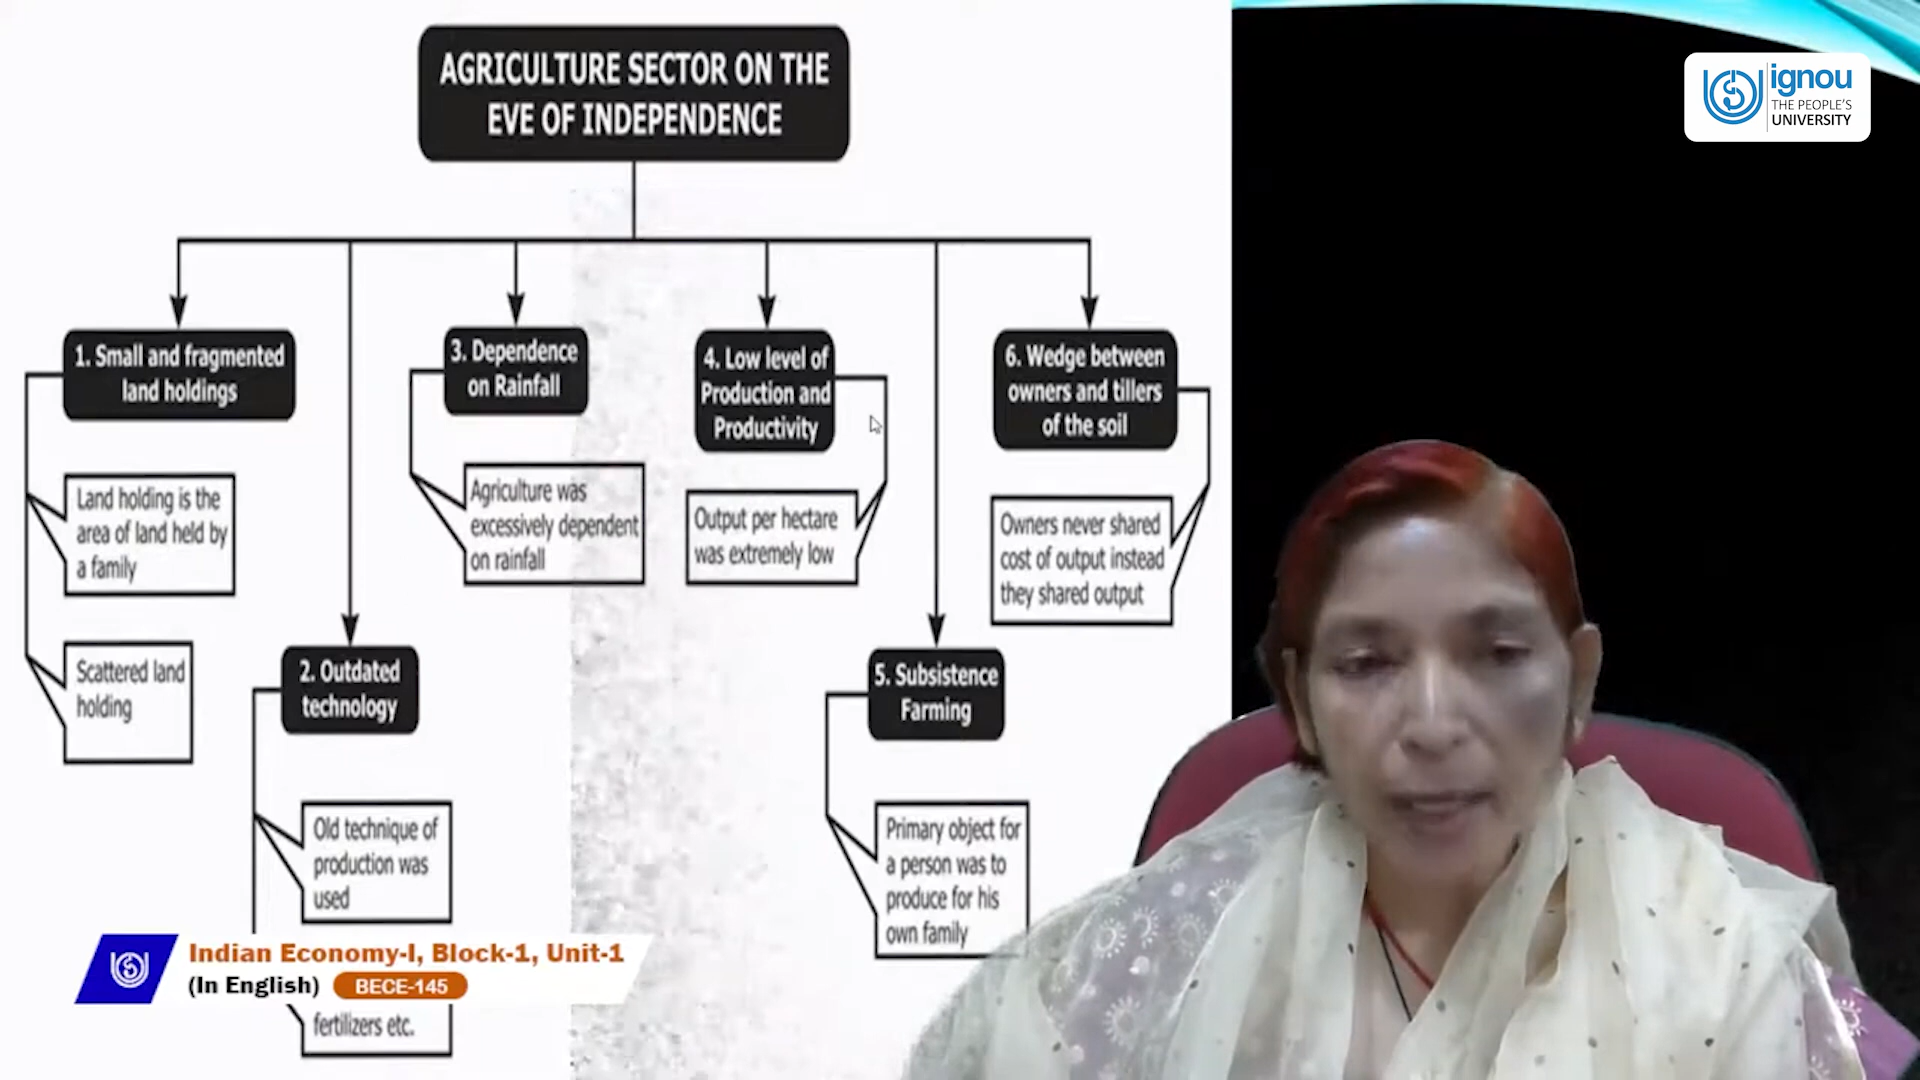 AGRICULTURE SECTOR ON THE
EVE OF INDEPENDENCE
ignou
THE PEOPLE'S
UNIVERSITY
1. Small and fragmented
land holdings
Land holding is the
area of land held by
a family
Scattered land
holding
2. Outdated
technology
Old technique of
production was
used
fertilizers etc.
3. Dependence
on Rainfall
Agriculture was
excessively dependent
on rainfall
4. Low level of
Production and
Productivity
Output per hectare
was extremely low
5. Subsistence
Farming
Primary object for
a person was to
produce for his
own family
6. Wedge between
owners and tillers
of the soil
Owners never shared
cost of output instead
they shared output
Indian Economy-I, Block-1, Unit-1
(In English) BECE-145